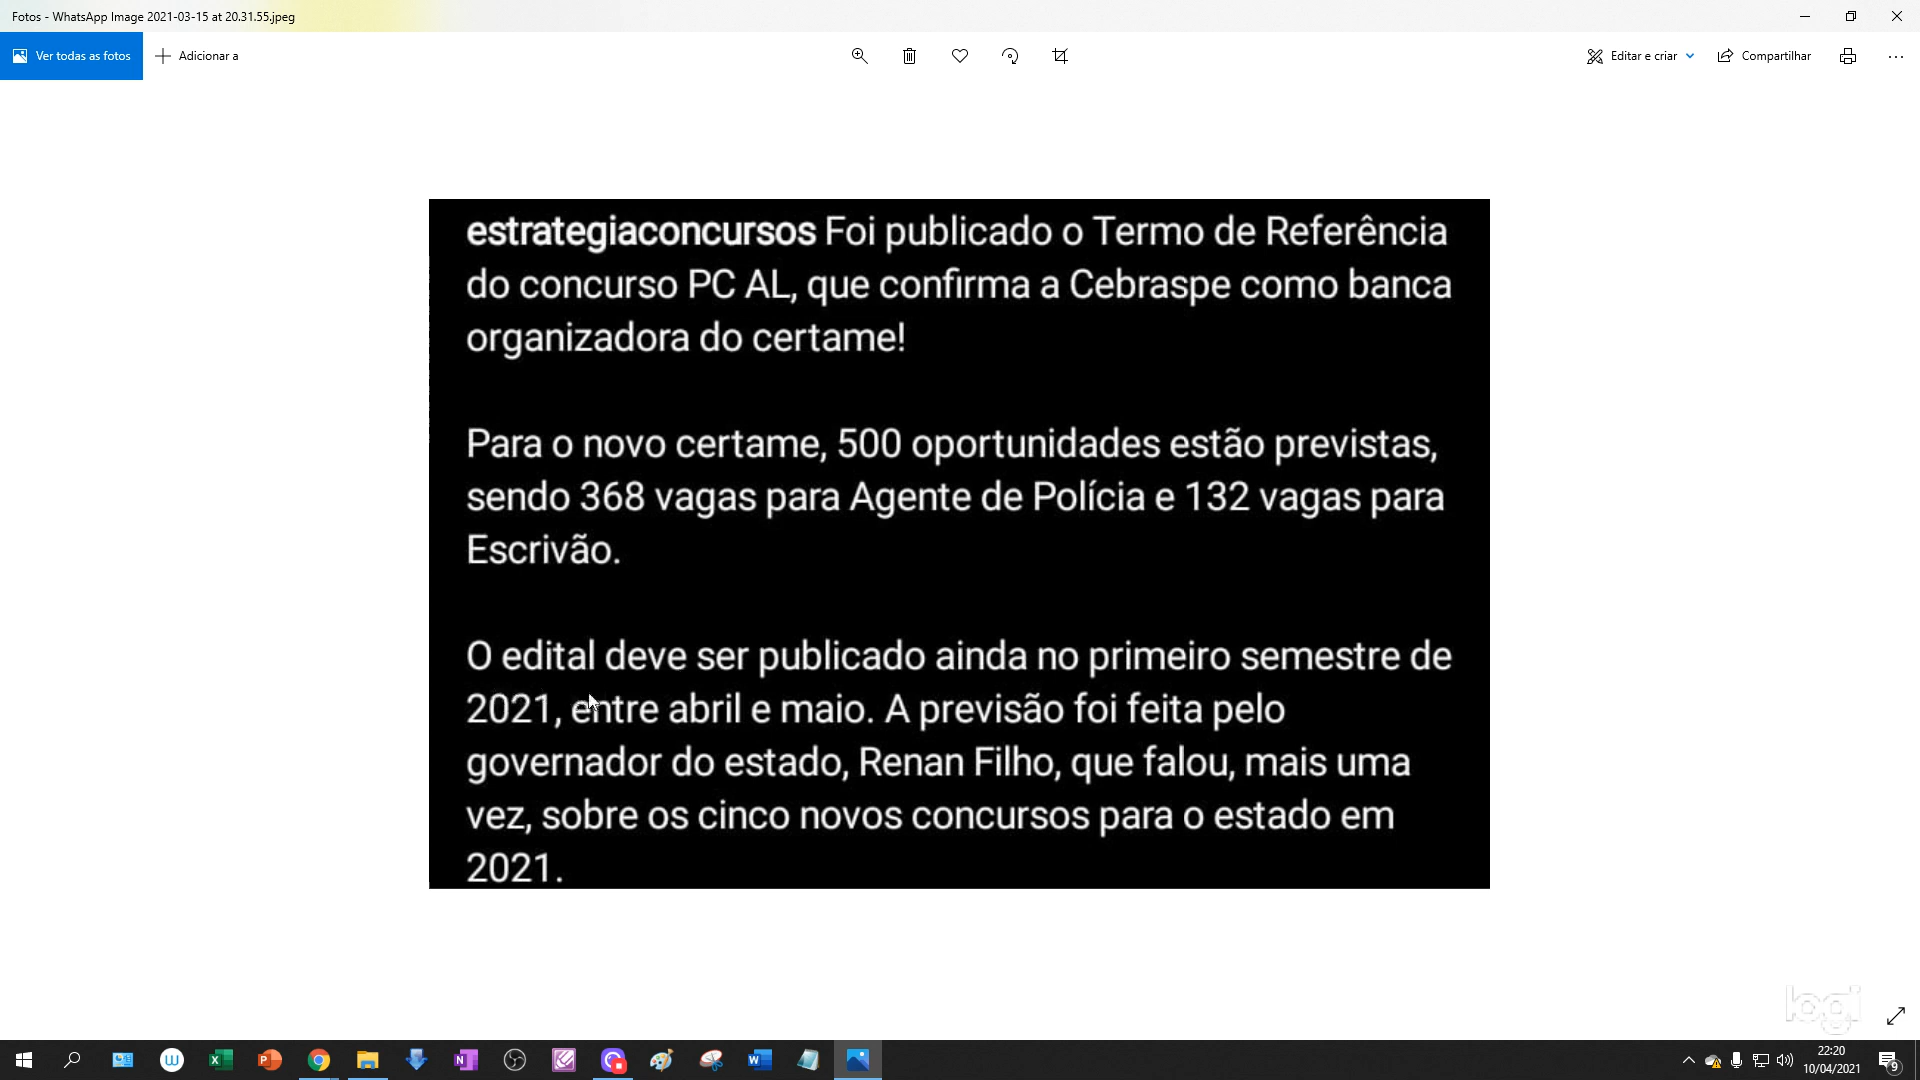 Fotos - WhatsApp Image 2021-03-15 at 20.31.55.jpeg
Ver todas as fotos
Adicionar a
Editar e criar
Compartilhar
estrategiaconcursos Foi publicado o Termo de Referência
do concurso PC AL, que confirma a Cebraspe como banca
organizadora do certame!
Para o novo certame, 500 oportunidades estão previstas,
sendo 368 vagas para Agente de Polícia e 132 vagas para
Escrivão.
O edital deve ser publicado ainda no primeiro semestre de
2021, entre abril e maio. A previsão foi feita pelo
governador do estado, Renan Filho, que falou, mais uma
vez, sobre os cinco novos concursos para o estado em
2021.
logi
22:20
10/04/2021
9